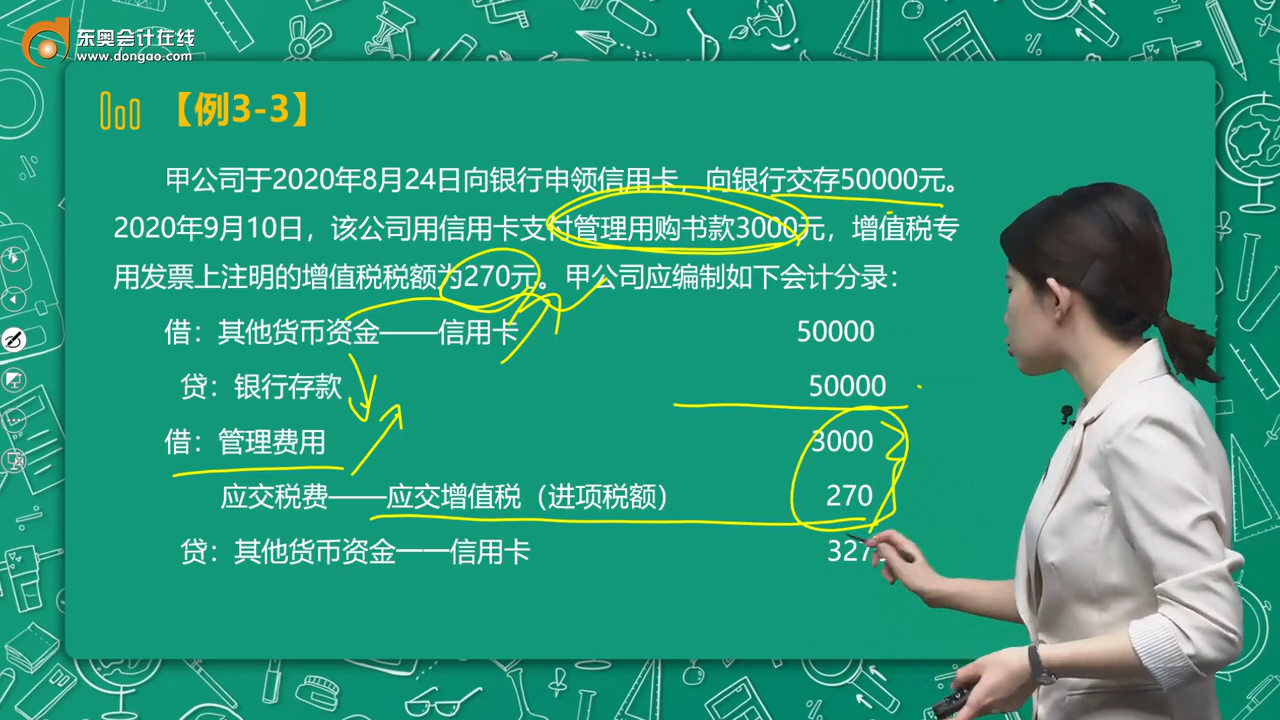 东奥会计在线
www.dongao.com
【例3-3】
甲公司于2020年8月24日向银行申领信用卡，向银行交存50000元。
2020年9月10日，该公司用信用卡支付管理用购书款3000元，增值税专
用发票上注明的增值税税额为270元。甲公司应编制如下会计分录：
借：其他货币资金——信用卡 50000
贷：银行存款 50000
借：管理费用 3000
应交税费——应交增值税（进项税额） 270
贷：其他货币资金——信用卡 327